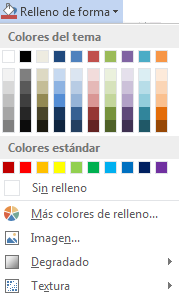 Relleno de forma
Colores del tema
Colores estándar
Sin relleno
Más colores de relleno...
Imagen...
Degradado
Textura